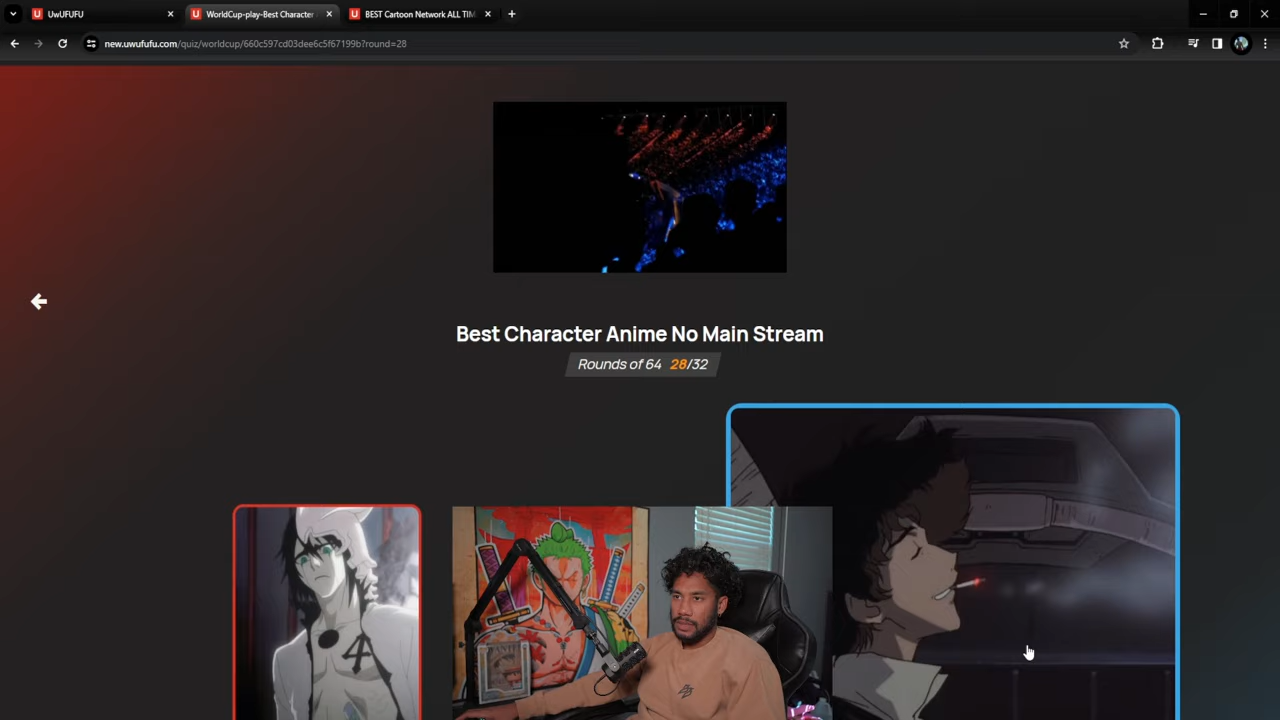 UwUFUFU
WorldCup-play-Best Character
BEST Cartoon Network ALL TIM
new.uwufufu.com/quiz/worldcup/660c597cd03dee6c5f67199b?round=28
Best Character Anime No Main Stream
Rounds of 64 28/32
4